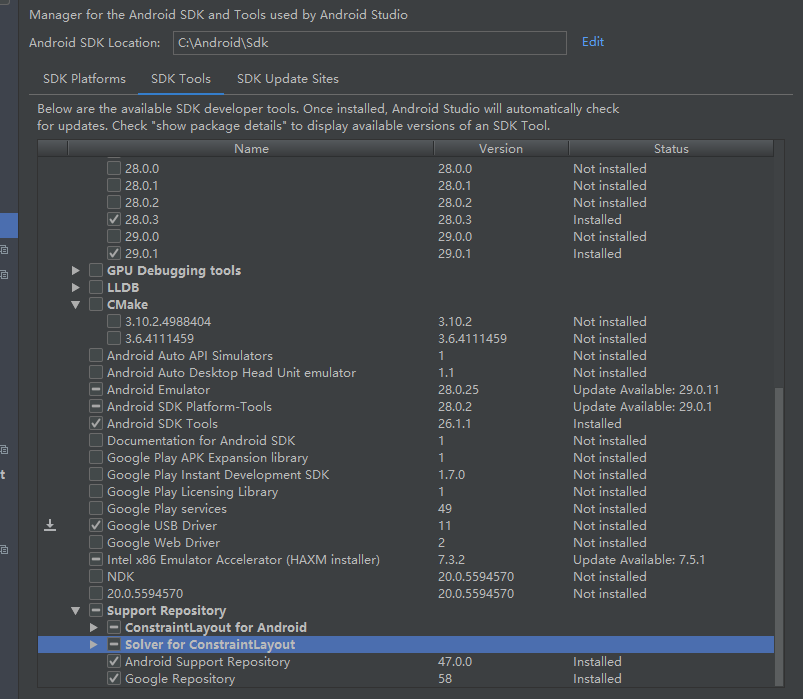 Manager for the Android SDK and Tools used by Android Studio
Android SDK Location: C:\Android\Sdk Edit
SDK Platforms SDK Tools SDK Update Sites
Below are the available SDK developer tools. Once installed, Android Studio will automatically check
for updates. Check "show package details" to display available versions of an SDK Tool.
Name Version Status
28.0.0 28.0.0 Not installed
28.0.1 28.0.1 Not installed
28.0.2 28.0.2 Not installed
28.0.3 28.0.3 Installed
29.0.0 29.0.0 Not installed
29.0.1 29.0.1 Installed
GPU Debugging tools
LLDB
CMake
3.10.2.4988404 3.10.2 Not installed
3.6.4111459 3.6.4111459 Not installed
Android Auto API Simulators 1 Not installed
Android Auto Desktop Head Unit emulator 1.1 Not installed
Android Emulator 28.0.25 Update Available: 29.0.11
Android SDK Platform-Tools 28.0.2 Update Available: 29.0.1
Android SDK Tools 26.1.1 Installed
Documentation for Android SDK 1 Not installed
Google Play APK Expansion library 1 Not installed
Google Play Instant Development SDK 1.7.0 Not installed
Google Play Licensing Library 1 Not installed
Google Play services 49 Not installed
Google USB Driver 11 Not installed
Google Web Driver 2 Not installed
Intel x86 Emulator Accelerator (HAXM installer) 7.3.2 Update Available: 7.5.1
NDK 20.0.5594570 Not installed
20.0.5594570 20.0.5594570 Not installed
Support Repository
ConstraintLayout for Android
Solver for ConstraintLayout
Android Support Repository 47.0.0 Installed
Google Repository 58 Installed